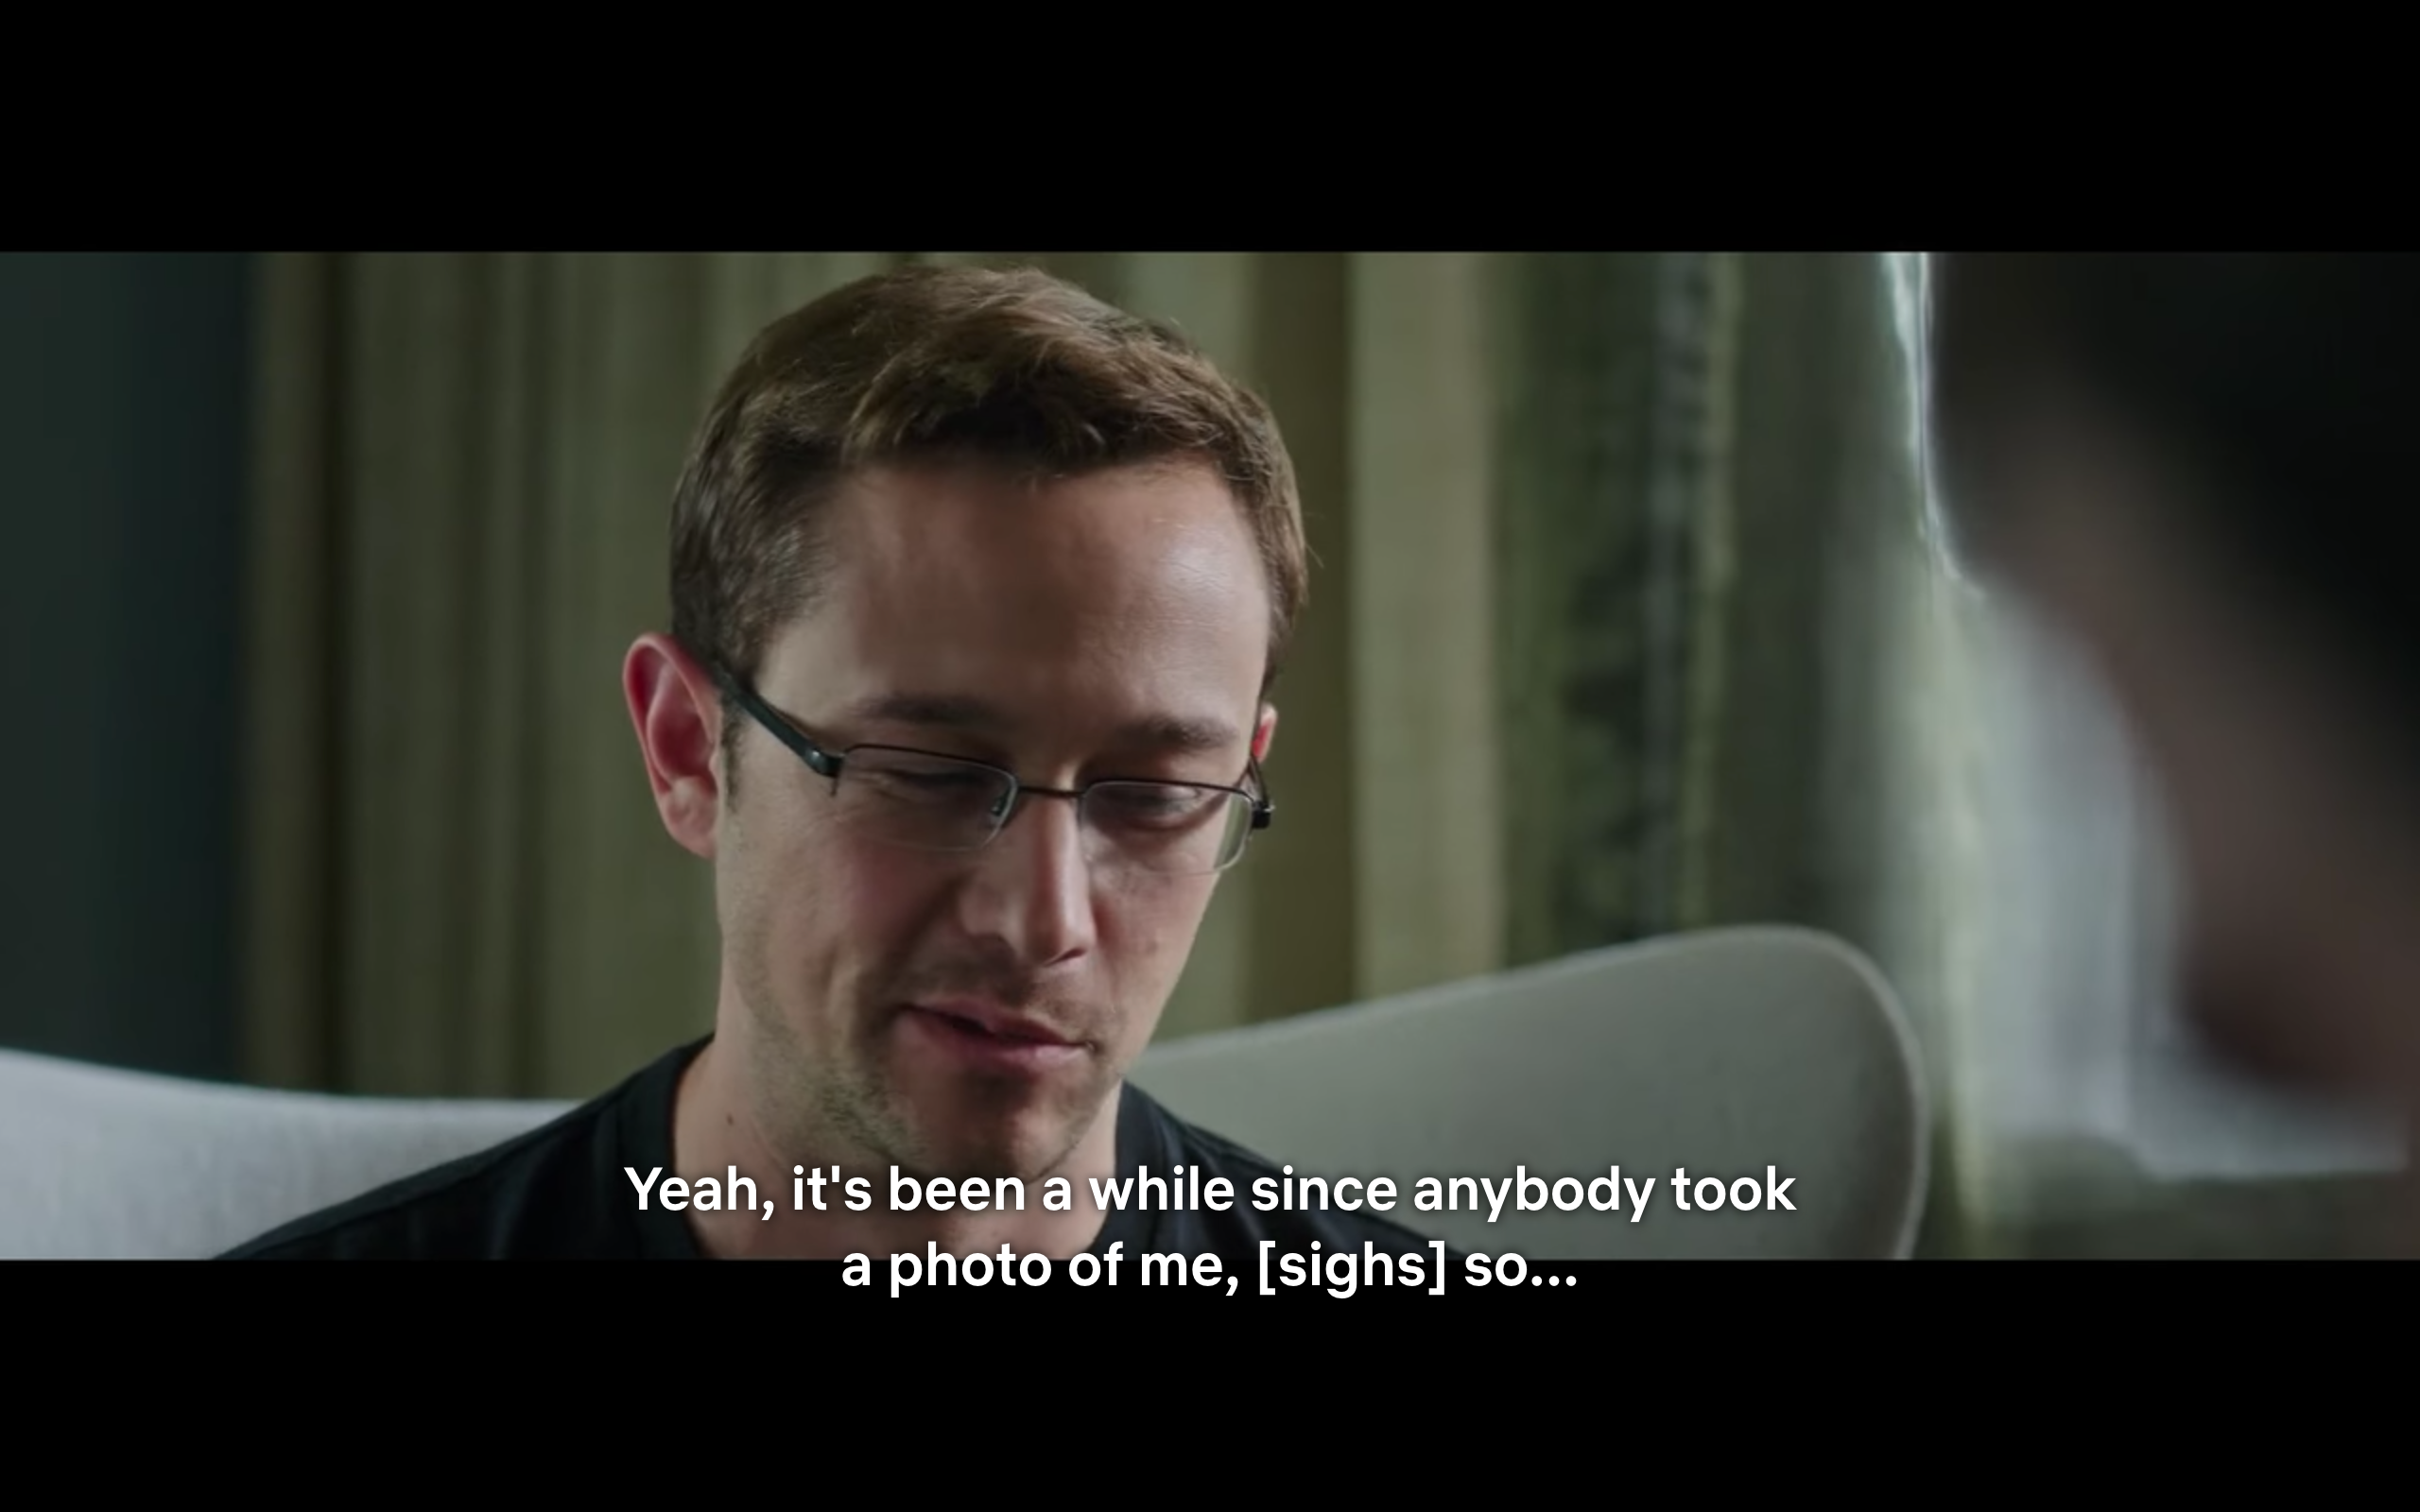 Yeah, it's been a while since anybody took
a photo of me, [sighs] so...